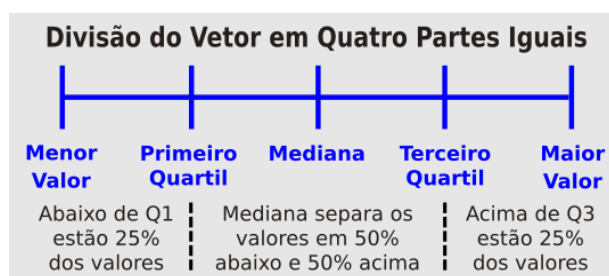 Divisão do Vetor em Quatro Partes Iguais
Menor Valor
Primeiro Quartil
Mediana
Terceiro Quartil
Maior Valor
Abaixo de Q1
estão 25%
dos valores
Mediana separa os
valores em 50%
abaixo e 50% acima
Acima de Q3
estão 25%
dos valores